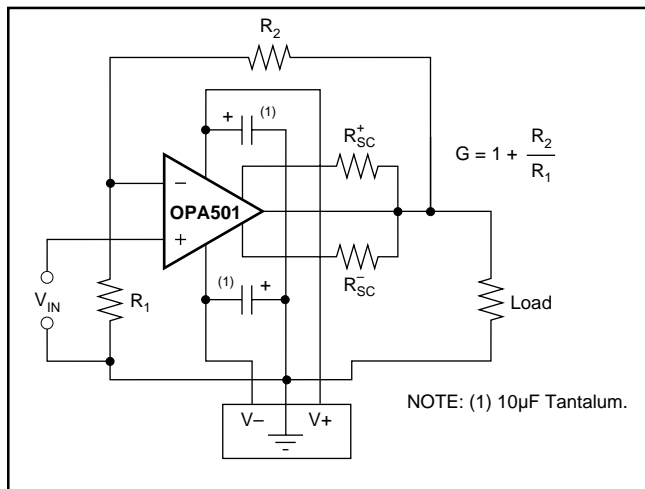 R2
+ (1)
R+SC
G = 1 + R2/R1
−
OPA501
+
R−SC
(1) +
VIN
R1
Load
NOTE: (1) 10µF Tantalum.
V− V+